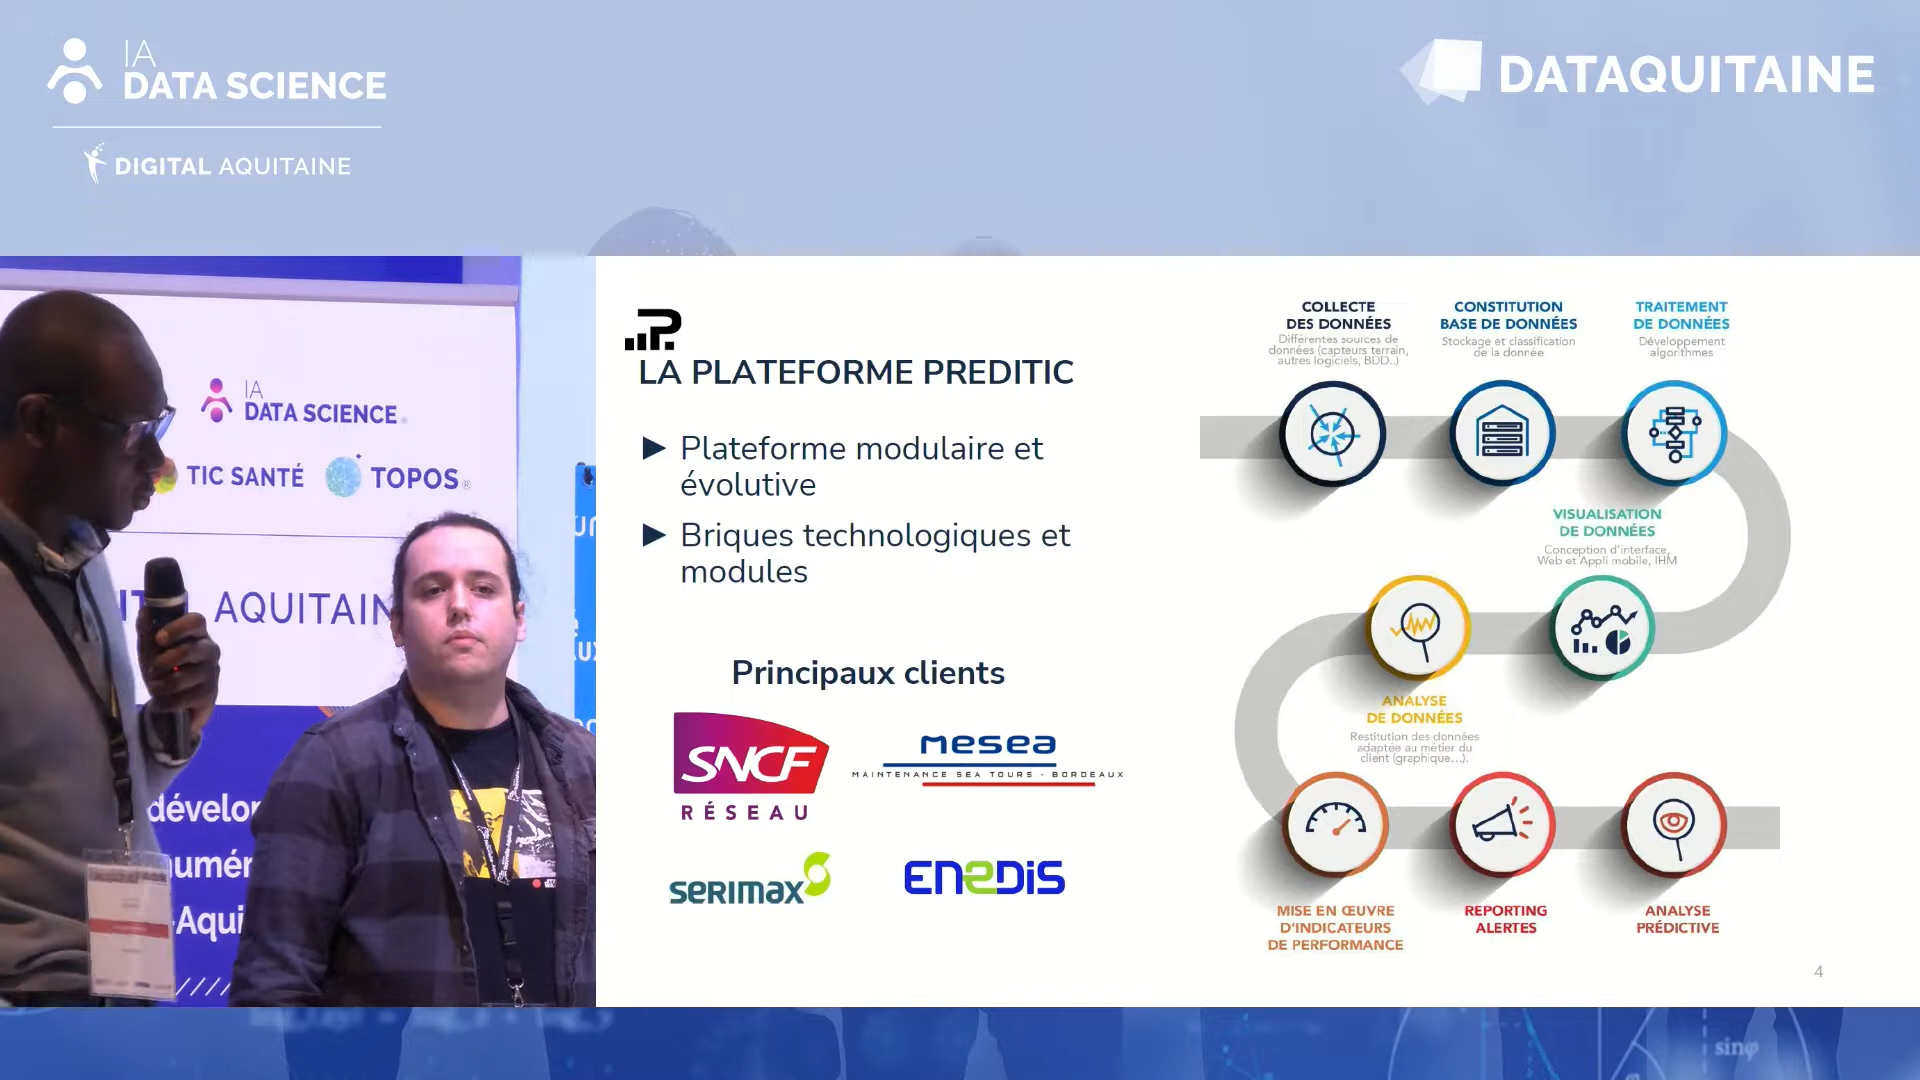 IA
DATA SCIENCE
DIGITAL AQUITAINE
DATAQUITAINE
IA
DATA SCIENCE
TIC SANTÉ
TOPOS
AQUITAIN
dévelop
numér
-Aqui
LA PLATEFORME PREDITIC
► Plateforme modulaire et
évolutive
► Briques technologiques et
modules
Principaux clients
SNCF
RÉSEAU
mesea
MAINTENANCE SEA TOURS - BORDEAUX
serimax
ENEDIS
COLLECTE
DES DONNÉES
Différentes sources de
données (capteurs terrain,
autres logiciels, BDD..)
CONSTITUTION
BASE DE DONNÉES
Stockage et classification
de la donnée
TRAITEMENT
DE DONNÉES
Développement
algorithmes
VISUALISATION
DE DONNÉES
Conception d'interface,
Web et Appli mobile, IHM
ANALYSE
DE DONNÉES
Restitution des données
adaptée au métier du
client (graphique...).
MISE EN ŒUVRE
D'INDICATEURS
DE PERFORMANCE
REPORTING
ALERTES
ANALYSE
PRÉDICTIVE
4
sinφ